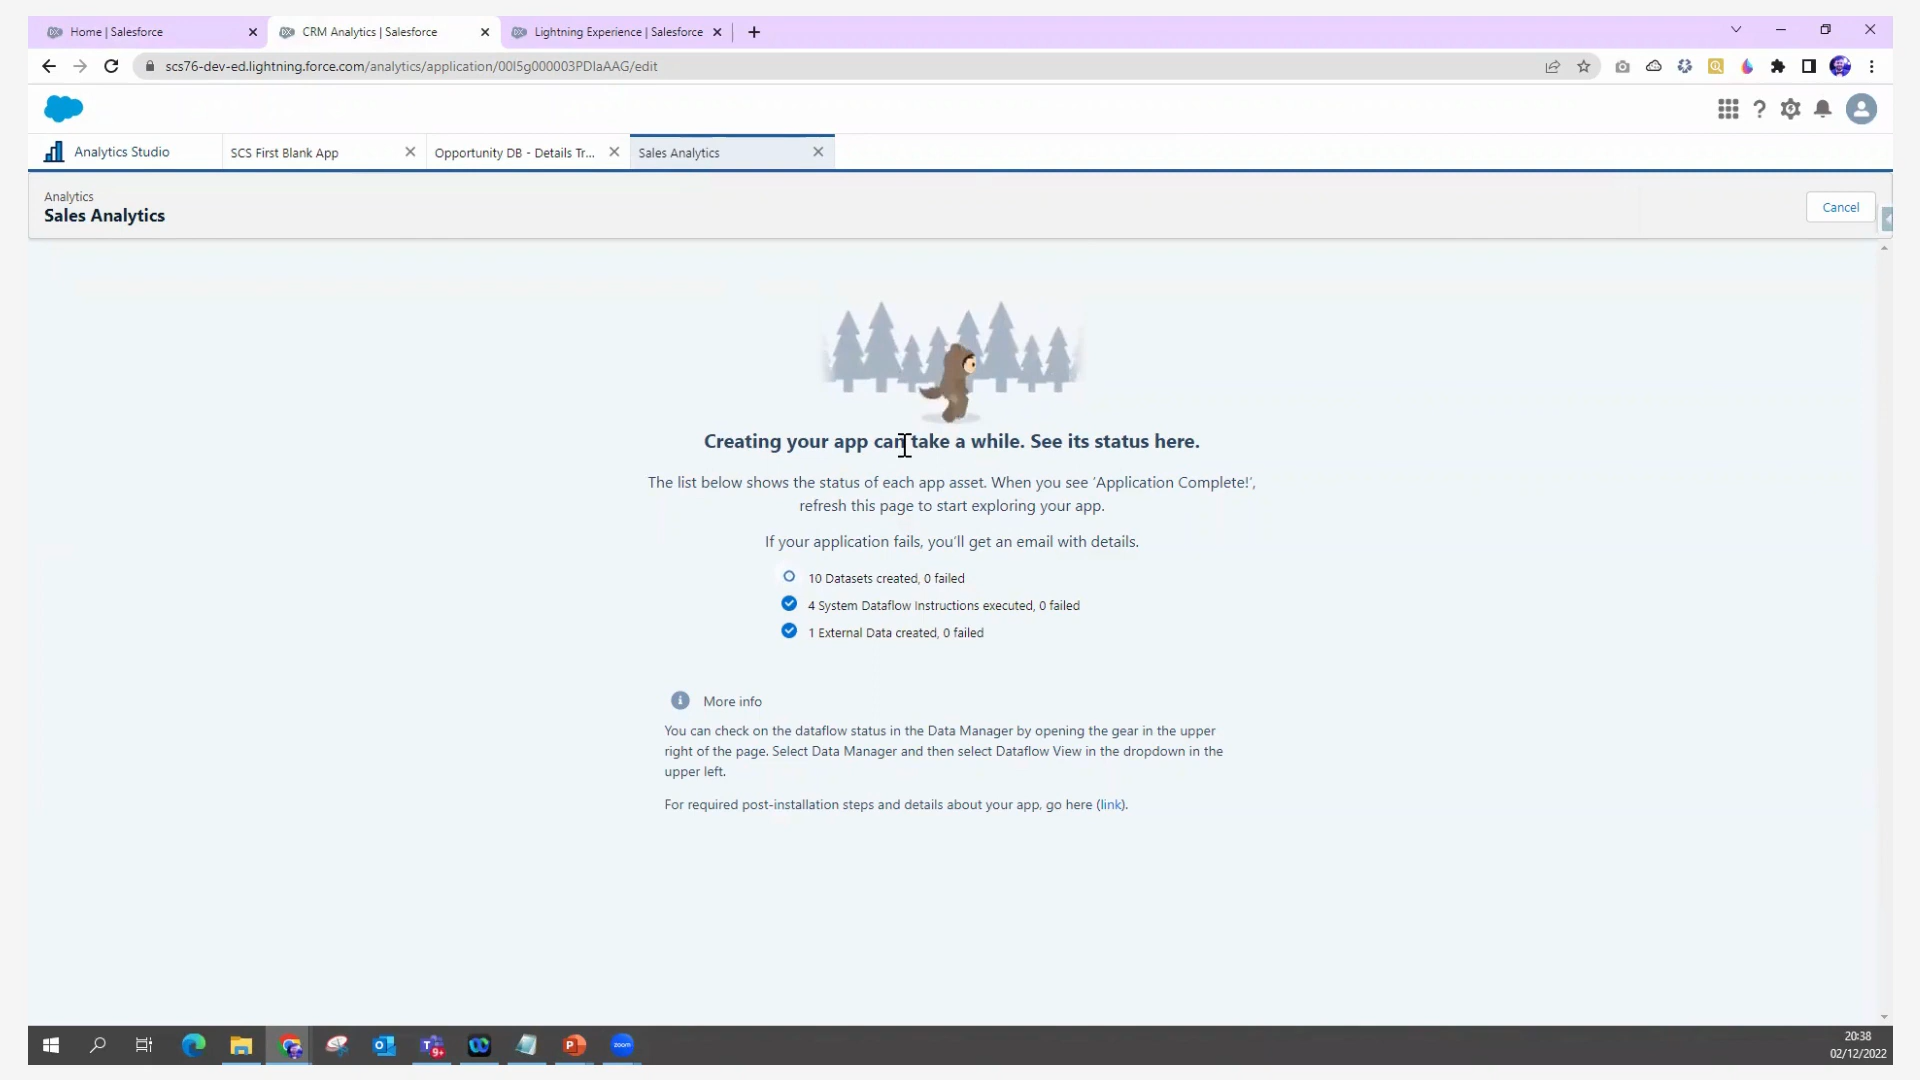 Home | Salesforce
CRM Analytics | Salesforce
Lightning Experience | Salesforce
scs76-dev-ed.lightning.force.com/analytics/application/00l5g000003PDIaAAG/edit
Analytics Studio
SCS First Blank App
Opportunity DB - Details Tr...
Sales Analytics
Analytics
Sales Analytics
Cancel
Creating your app can take a while. See its status here.
The list below shows the status of each app asset. When you see 'Application Complete!',
refresh this page to start exploring your app.
If your application fails, you'll get an email with details.
10 Datasets created, 0 failed
4 System Dataflow Instructions executed, 0 failed
1 External Data created, 0 failed
More info
You can check on the dataflow status in the Data Manager by opening the gear in the upper
right of the page. Select Data Manager and then select Dataflow View in the dropdown in the
upper left.
For required post-installation steps and details about your app, go here (link).
9+
zoom
20:38
02/12/2022